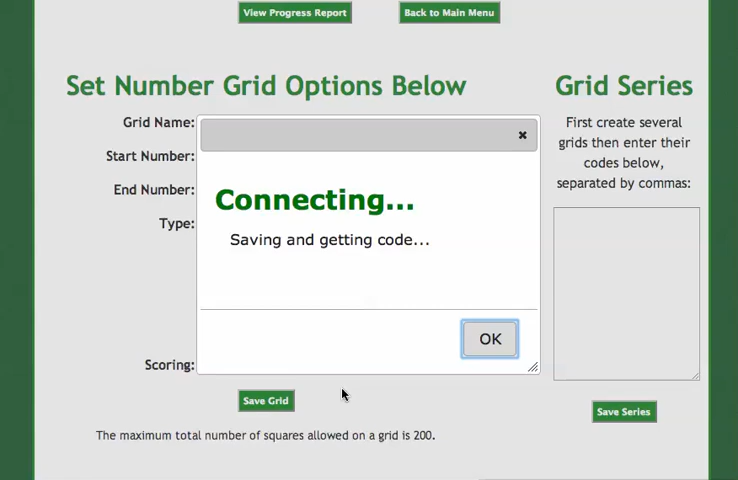 View Progress Report
Back to Main Menu
Set Number Grid Options Below
Grid Name:
Start Number:
End Number:
Type:
Scoring:
×
Connecting...
Saving and getting code...
OK
Save Grid
The maximum total number of squares allowed on a grid is 200.
Grid Series
First create several
grids then enter their
codes below,
separated by commas:
Save Series